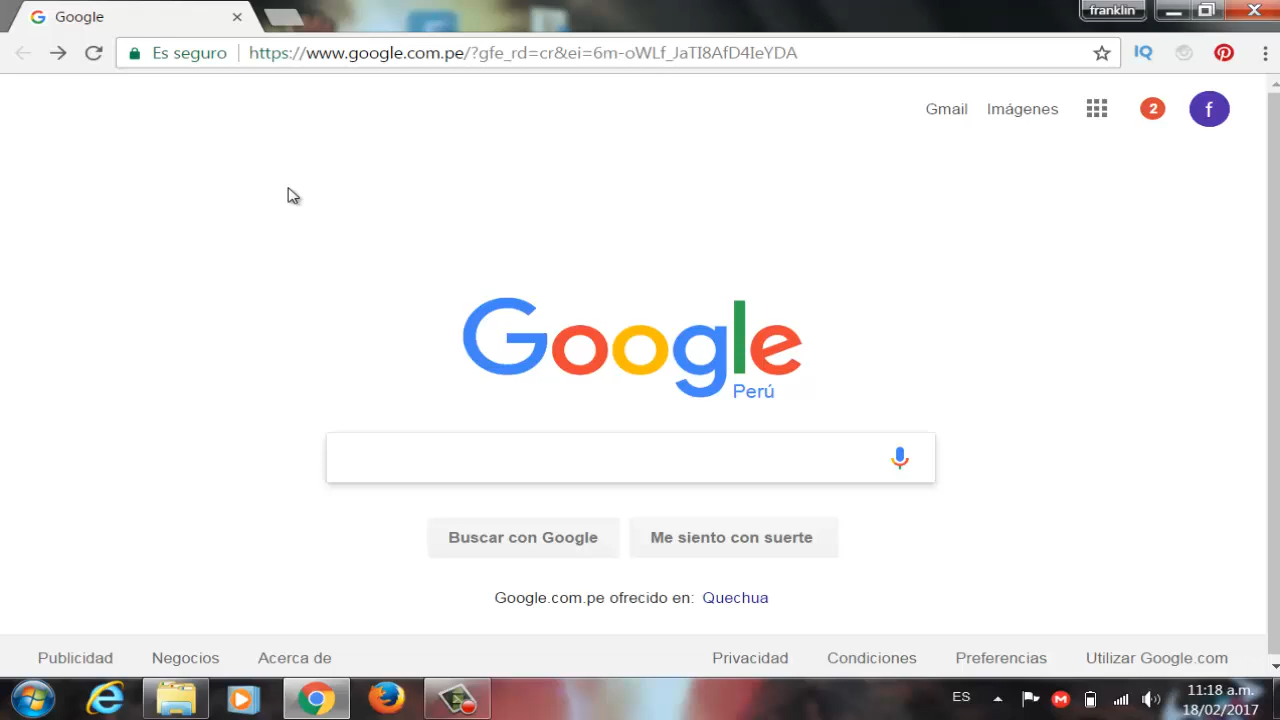 Google
franklin
Es seguro
https://www.google.com.pe/?gfe_rd=cr&ei=6m-oWLf_JaTI8AfD4IeYDA
IQ
Gmail
Imágenes
2
f
Google
Perú
Buscar con Google
Me siento con suerte
Google.com.pe ofrecido en: Quechua
Publicidad
Negocios
Acerca de
Privacidad
Condiciones
Preferencias
Utilizar Google.com
ES
11:18 a.m.
18/02/2017